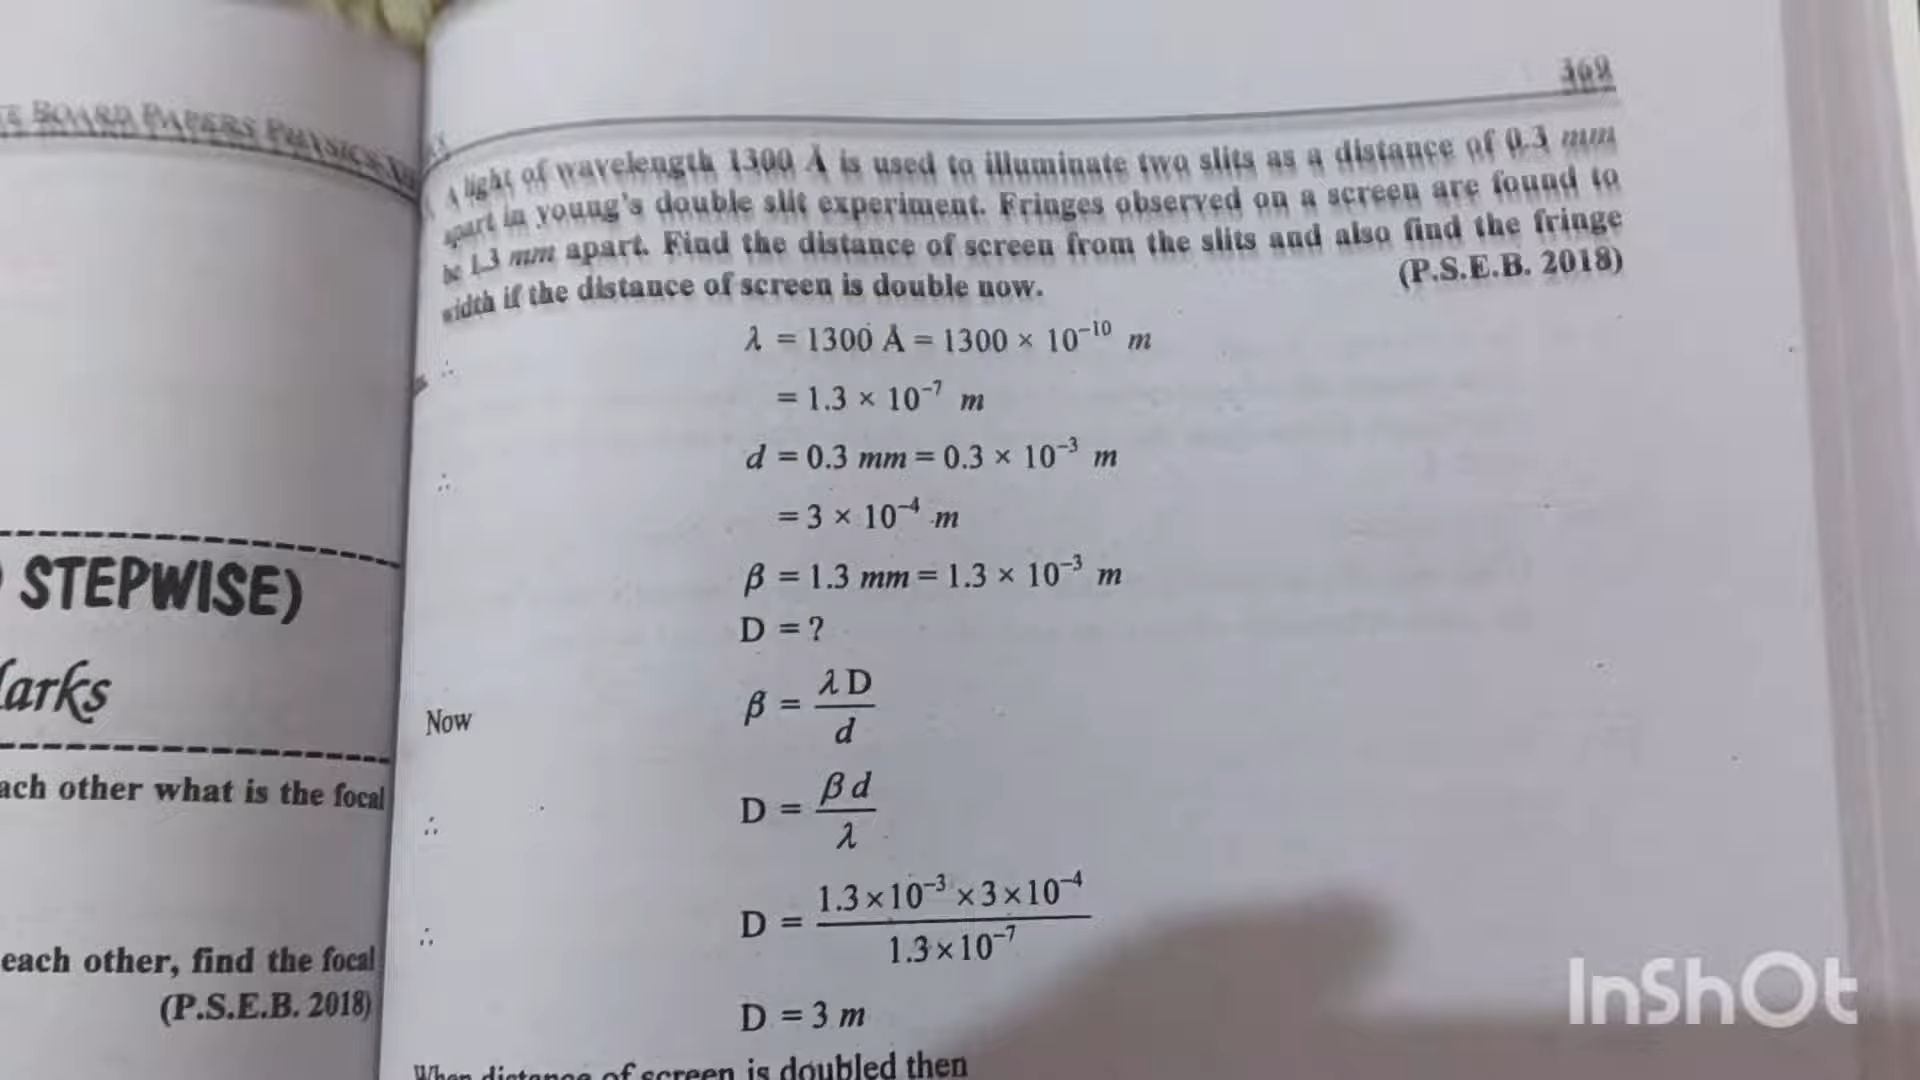 BOARD PAPERS PHYSICS
STEPWISE)
arks
ach other what is the focal
each other, find the focal
(P.S.E.B. 2018)
369
A light of wavelength 1300 Å is used to illuminate two slits as a distance of 0.3 mm
apart in young's double slit experiment. Fringes observed on a screen are found to
be 1.3 mm apart. Find the distance of screen from the slits and also find the fringe
width if the distance of screen is double now. (P.S.E.B. 2018)
∴ λ = 1300 Å = 1300 × 10⁻¹⁰ m
= 1.3 × 10⁻⁷ m
∴ d = 0.3 mm = 0.3 × 10⁻³ m
= 3 × 10⁻⁴ m
β = 1.3 mm = 1.3 × 10⁻³ m
D = ?
Now β = λ D / d
∴ D = β d / λ
∴ D = 1.3×10⁻³ ×3×10⁻⁴ / 1.3×10⁻⁷
D = 3 m
When distance of screen is doubled then
InShOt